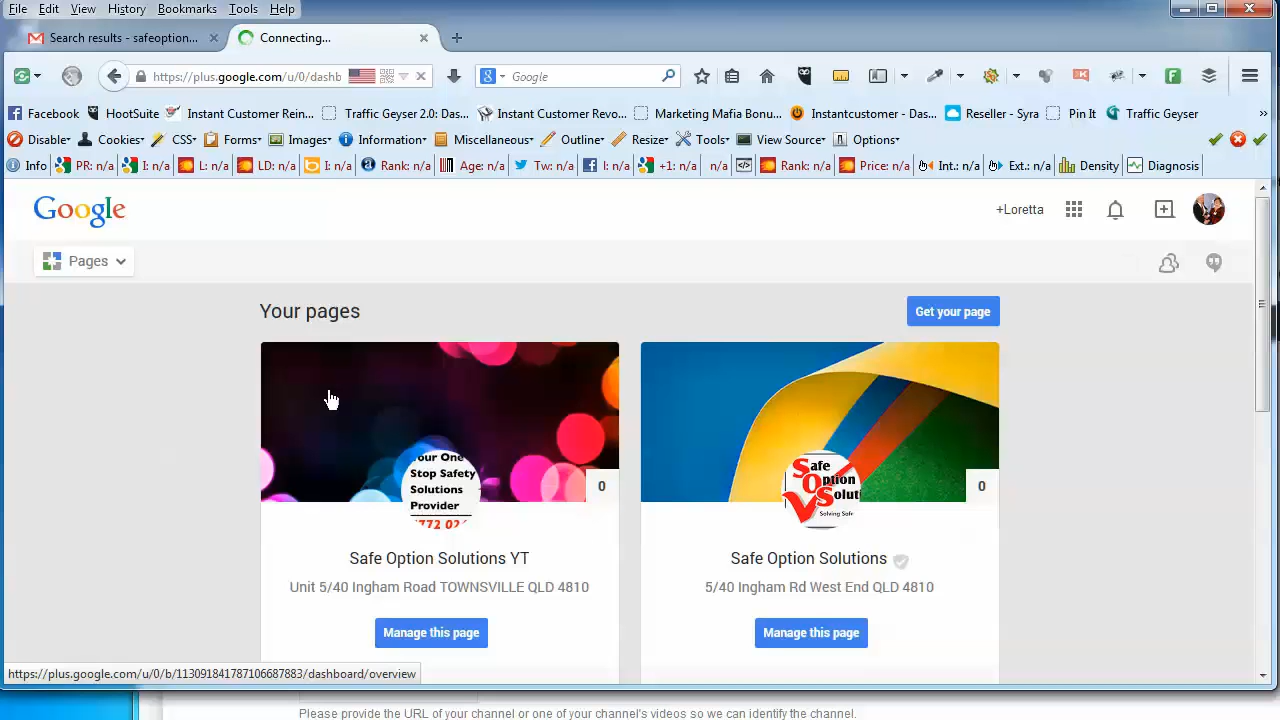 File Edit View History Bookmarks Tools Help
Search results - safeoption... Connecting...
https://plus.google.com/u/0/dashb Google
Facebook HootSuite Instant Customer Rein... Traffic Geyser 2.0: Das... Instant Customer Revo... Marketing Mafia Bonu... Instantcustomer - Das... Reseller - Syra Pin It Traffic Geyser
Disable Cookies CSS Forms Images Information Miscellaneous Outline Resize Tools View Source Options
Info PR: n/a I: n/a L: n/a LD: n/a I: n/a Rank: n/a Age: n/a Tw: n/a I: n/a +1: n/a n/a Rank: n/a Price: n/a Int.: n/a Ext.: n/a Density Diagnosis
Google +Loretta
Pages
Your pages Get your page
Your One
Stop Safety
Solutions
Provider
0
Safe Option Solutions YT
Unit 5/40 Ingham Road TOWNSVILLE QLD 4810
Manage this page
Safe
Option
Solut
Solving Safe
0
Safe Option Solutions
5/40 Ingham Rd West End QLD 4810
Manage this page
https://plus.google.com/u/0/b/113091841787106687883/dashboard/overview
Please provide the URL of your channel or one of your channel's videos so we can identify the channel.